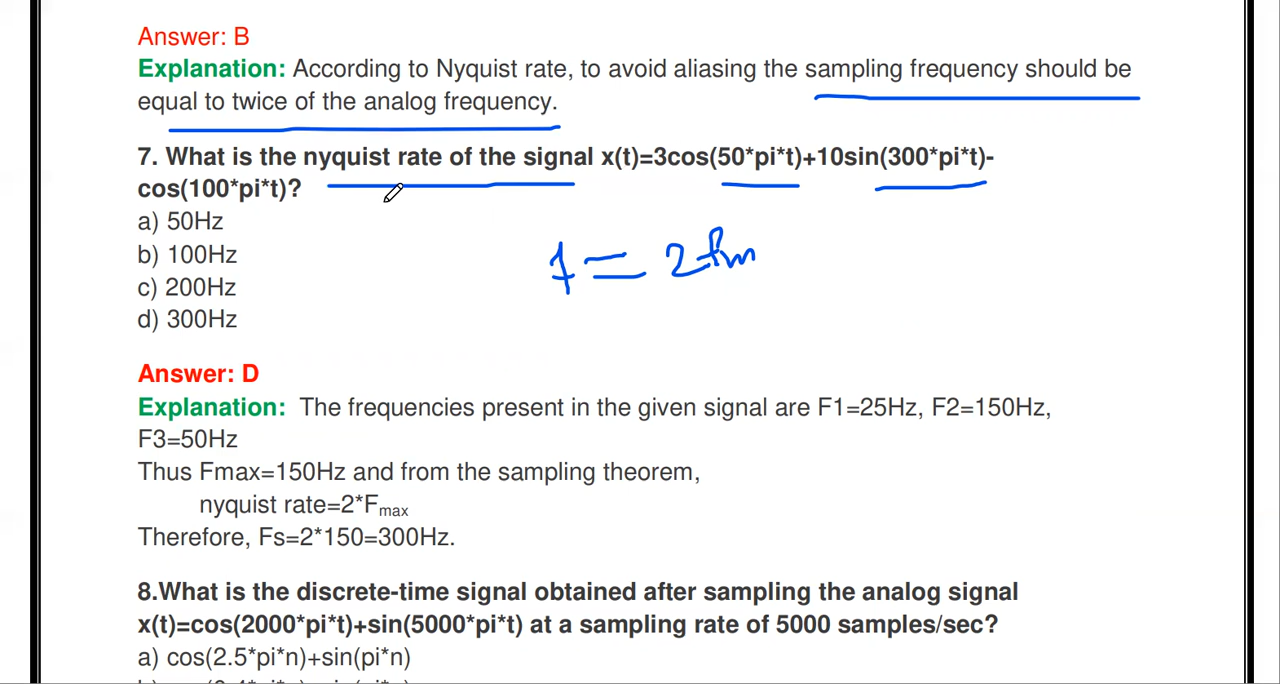 Answer: B
Explanation: According to Nyquist rate, to avoid aliasing the sampling frequency should be
equal to twice of the analog frequency.
7. What is the nyquist rate of the signal x(t)=3cos(50*pi*t)+10sin(300*pi*t)-
cos(100*pi*t)?
a) 50Hz
b) 100Hz
f = 2fm
c) 200Hz
d) 300Hz
Answer: D
Explanation: The frequencies present in the given signal are F1=25Hz, F2=150Hz,
F3=50Hz
Thus Fmax=150Hz and from the sampling theorem,
nyquist rate=2*Fmax
Therefore, Fs=2*150=300Hz.
8.What is the discrete-time signal obtained after sampling the analog signal
x(t)=cos(2000*pi*t)+sin(5000*pi*t) at a sampling rate of 5000 samples/sec?
a) cos(2.5*pi*n)+sin(pi*n)